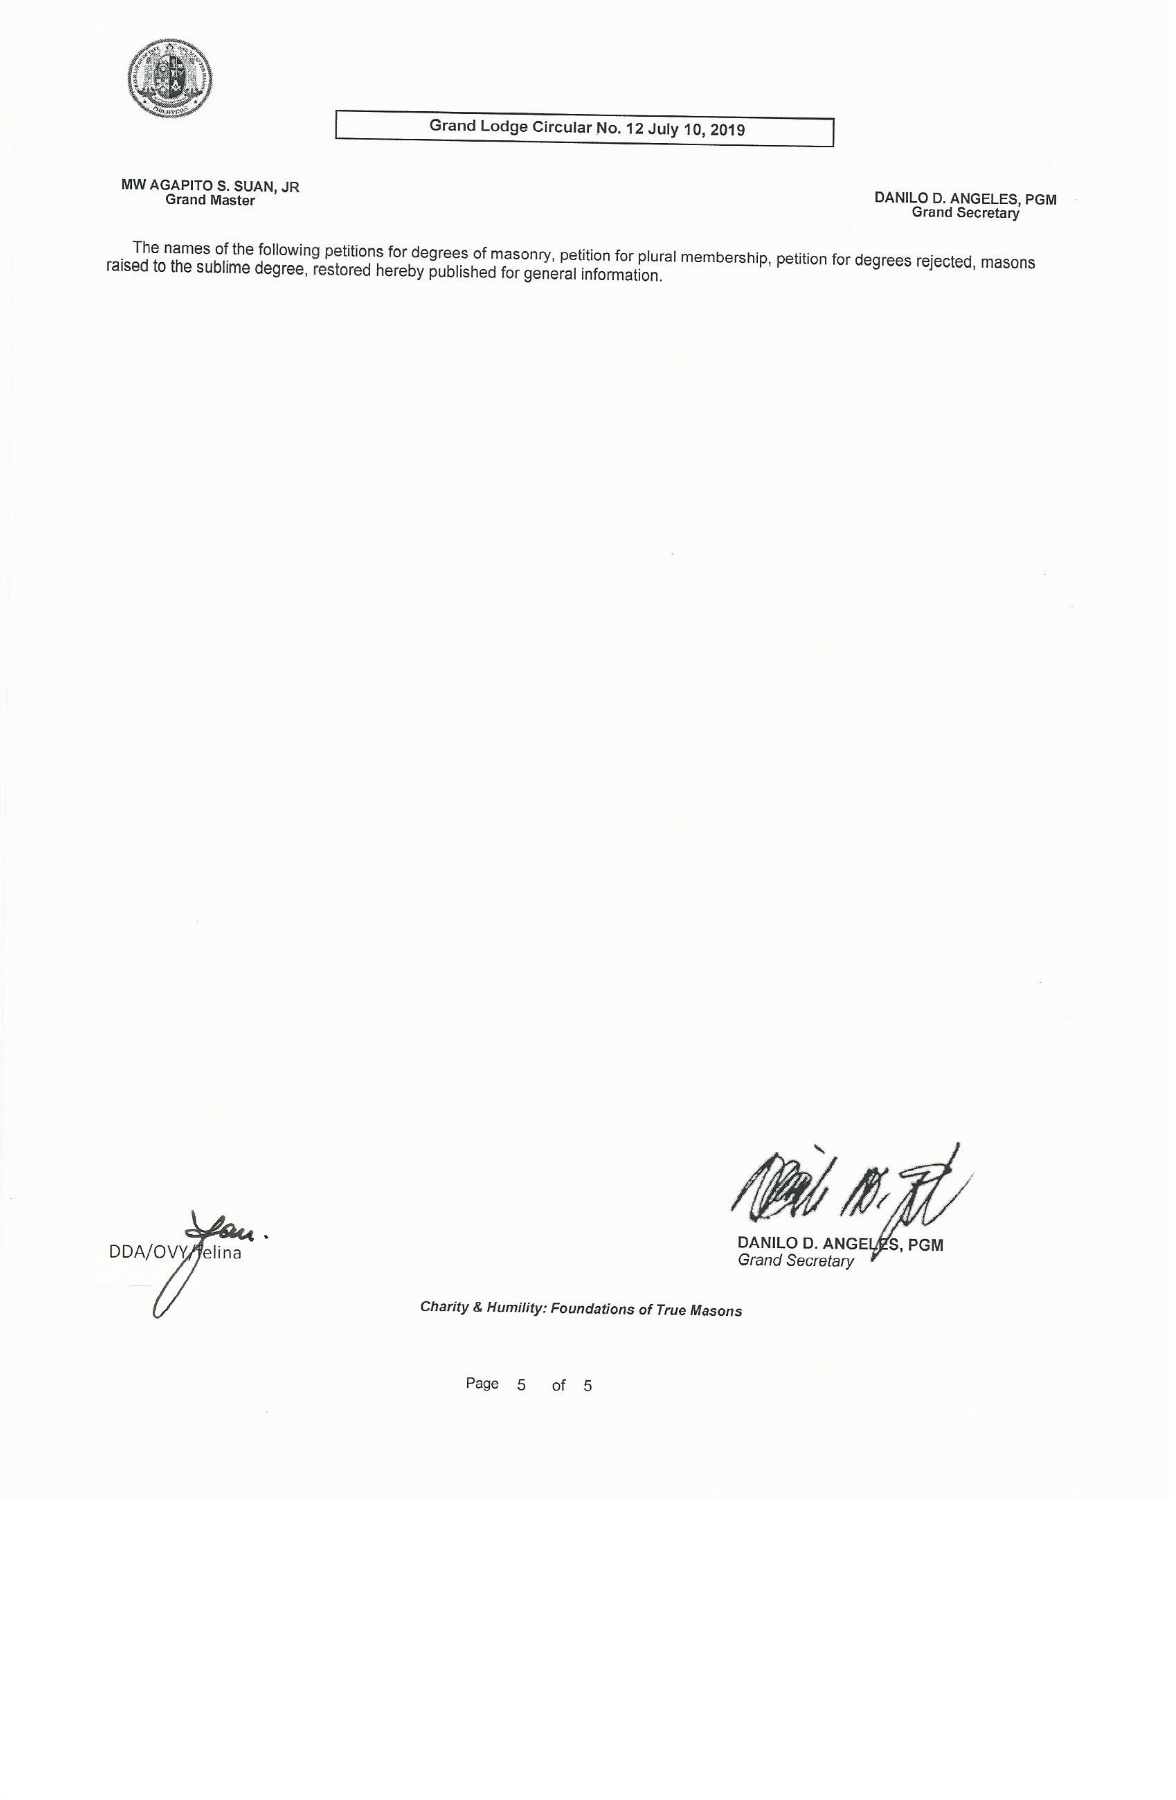 Grand Lodge Circular No. 12 July 10, 2019
MW AGAPITO S. SUAN, JR
Grand Master
DANILO D. ANGELES, PGM
Grand Secretary
The names of the following petitions for degrees of masonry, petition for plural membership, petition for degrees rejected, masons
raised to the sublime degree, restored hereby published for general information.
DDA/OVY/elina
DANILO D. ANGELES, PGM
Grand Secretary
Charity & Humility: Foundations of True Masons
Page 5 of 5